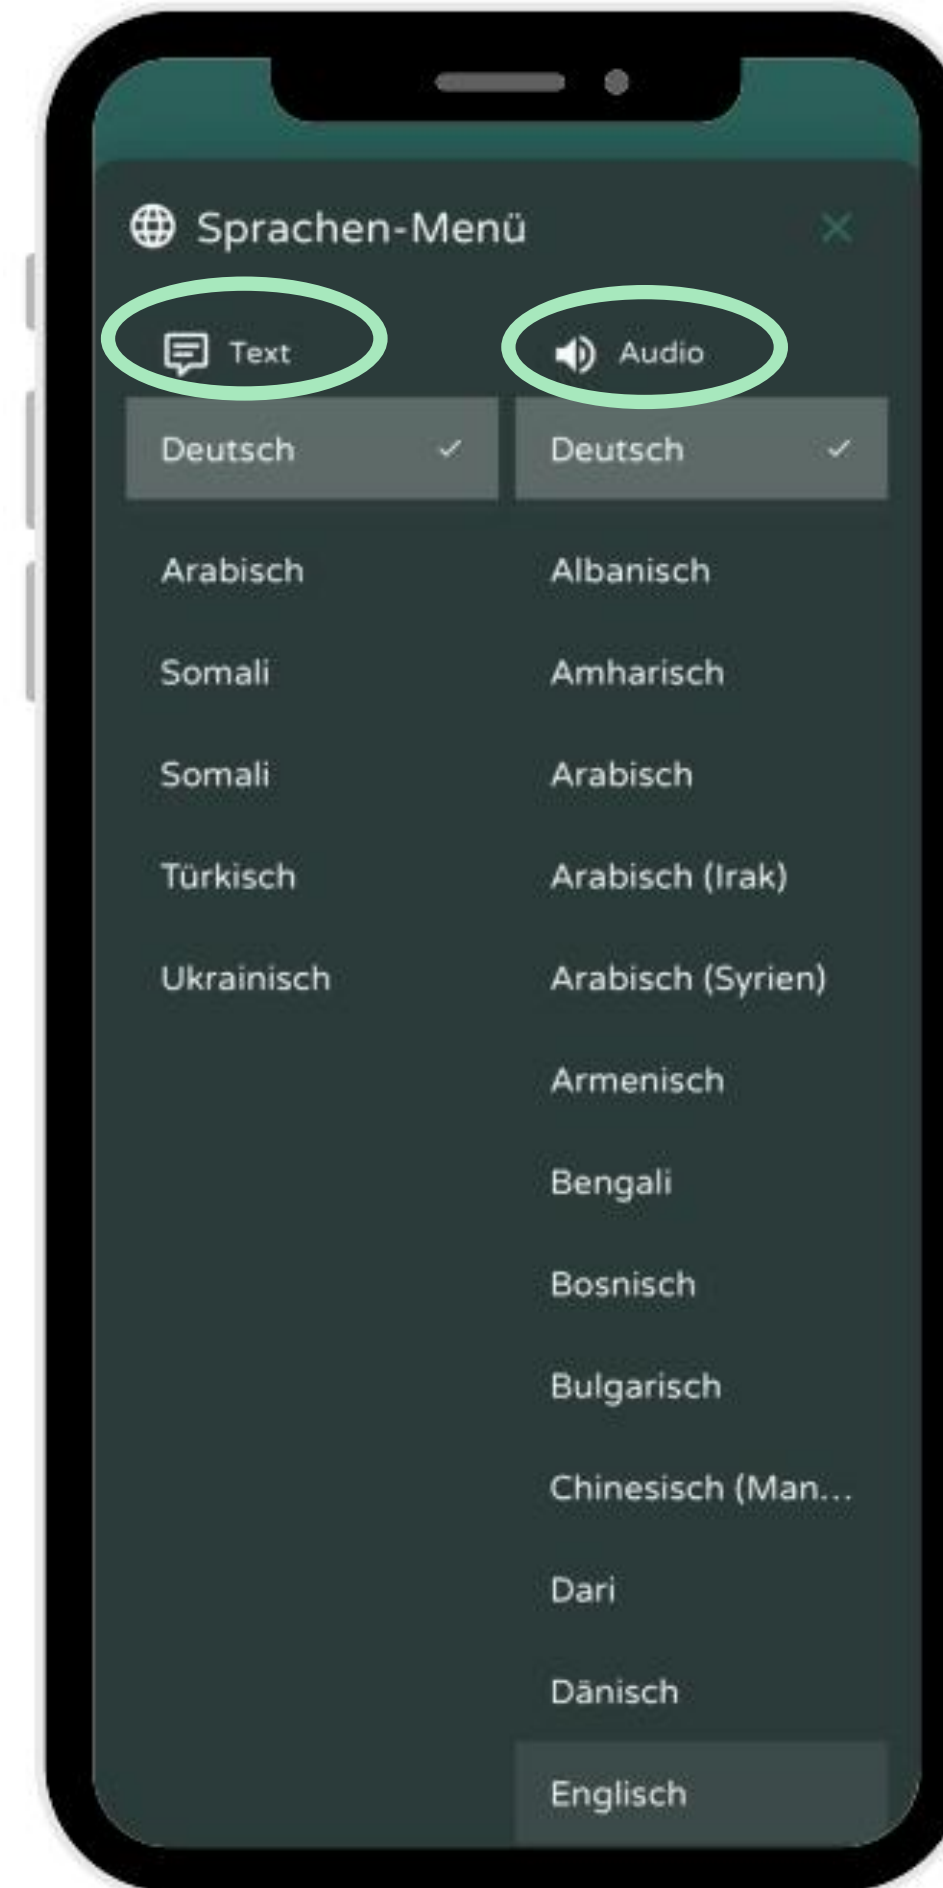 Sprachen-Menü
Text
Deutsch
Arabisch
Somali
Somali
Türkisch
Ukrainisch
Audio
Deutsch
Albanisch
Amharisch
Arabisch
Arabisch (Irak)
Arabisch (Syrien)
Armenisch
Bengali
Bosnisch
Bulgarisch
Chinesisch (Man...
Dari
Dänisch
Englisch